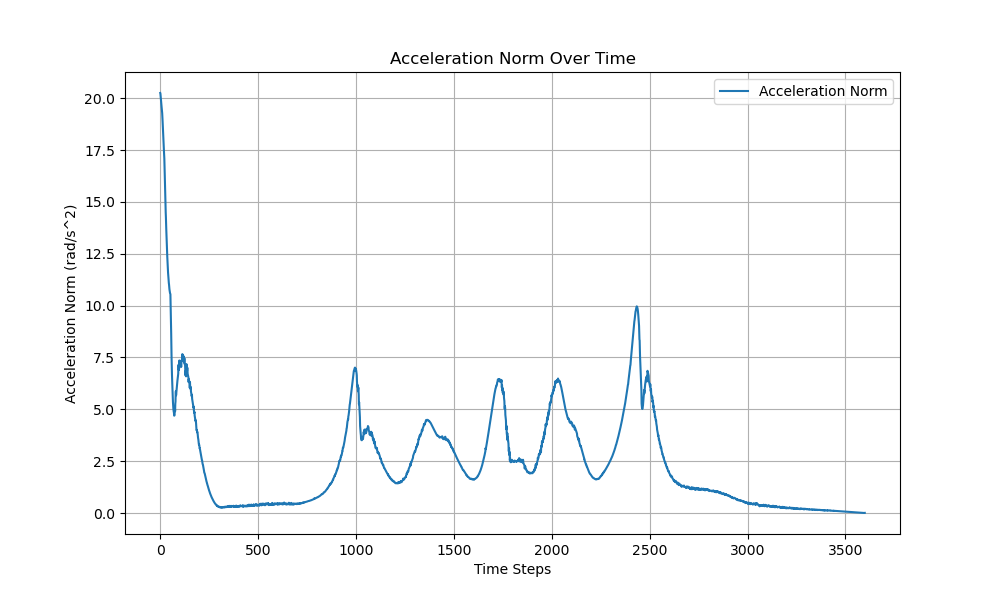 Acceleration Norm Over Time
Acceleration Norm
20.0
17.5
15.0
12.5
10.0
7.5
5.0
2.5
0.0
Acceleration Norm (rad/s^2)
0 500 1000 1500 2000 2500 3000 3500
Time Steps